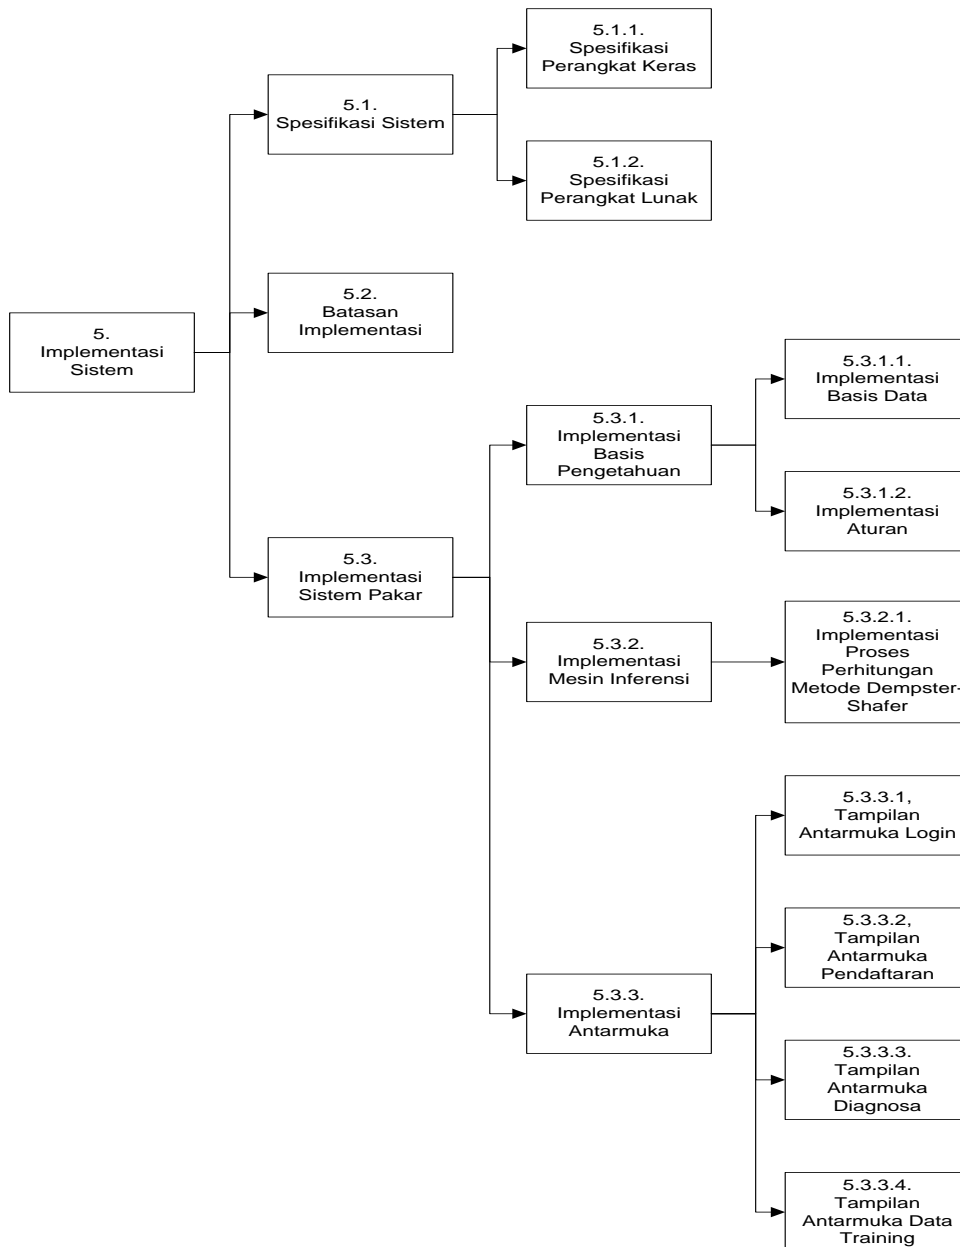 5.
Implementasi
Sistem
5.1.
Spesifikasi Sistem
5.1.1.
Spesifikasi
Perangkat Keras
5.1.2.
Spesifikasi
Perangkat Lunak
5.2.
Batasan
Implementasi
5.3.
Implementasi
Sistem Pakar
5.3.1.
Implementasi
Basis
Pengetahuan
5.3.1.1.
Implementasi
Basis Data
5.3.1.2.
Implementasi
Aturan
5.3.2.
Implementasi
Mesin Inferensi
5.3.2.1.
Implementasi
Proses
Perhitungan
Metode Dempster-
Shafer
5.3.3.
Implementasi
Antarmuka
5.3.3.1,
Tampilan
Antarmuka Login
5.3.3.2,
Tampilan
Antarmuka
Pendaftaran
5.3.3.3.
Tampilan
Antarmuka
Diagnosa
5.3.3.4.
Tampilan
Antarmuka Data
Training